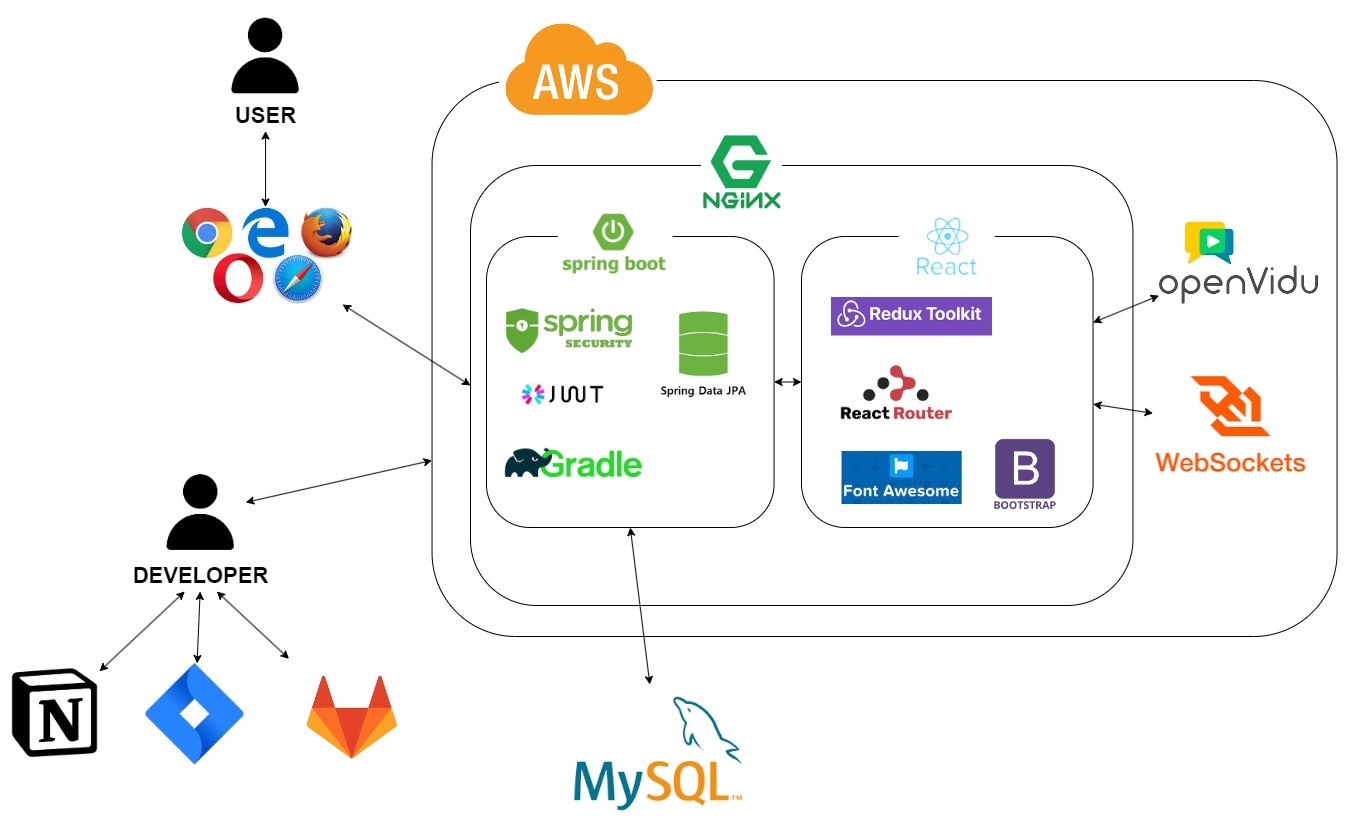 USER
AWS
NGiNX
spring boot
React
openVidu
spring
SECURITY
Redux Toolkit
Spring Data JPA
JWT
React Router
Gradle
Font Awesome
B
BOOTSTRAP
WebSockets
DEVELOPER
N
MySQL™